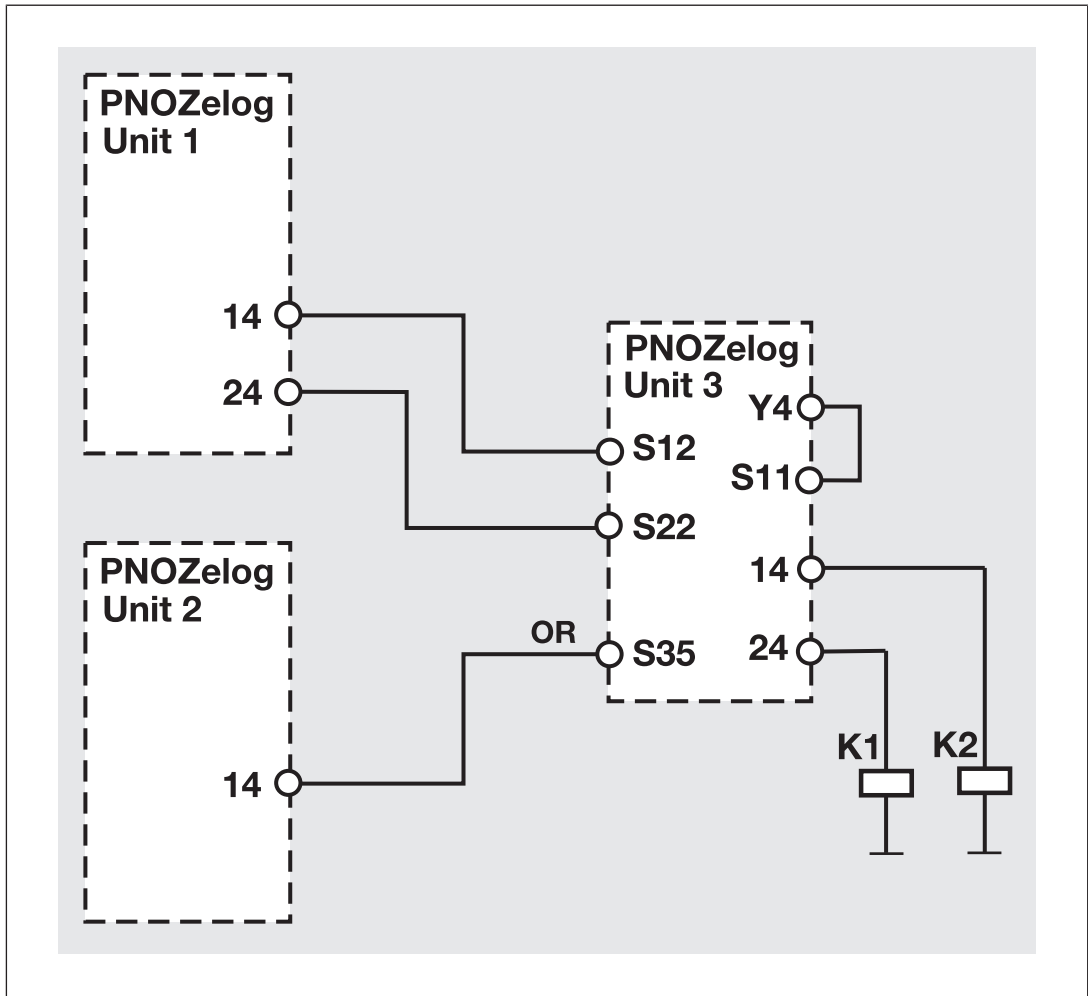 PNOZelog
Unit 1
14
24
PNOZelog
Unit 2
14
OR
PNOZelog
Unit 3
Y4
S12
S11
S22
14
S35
24
K1
K2